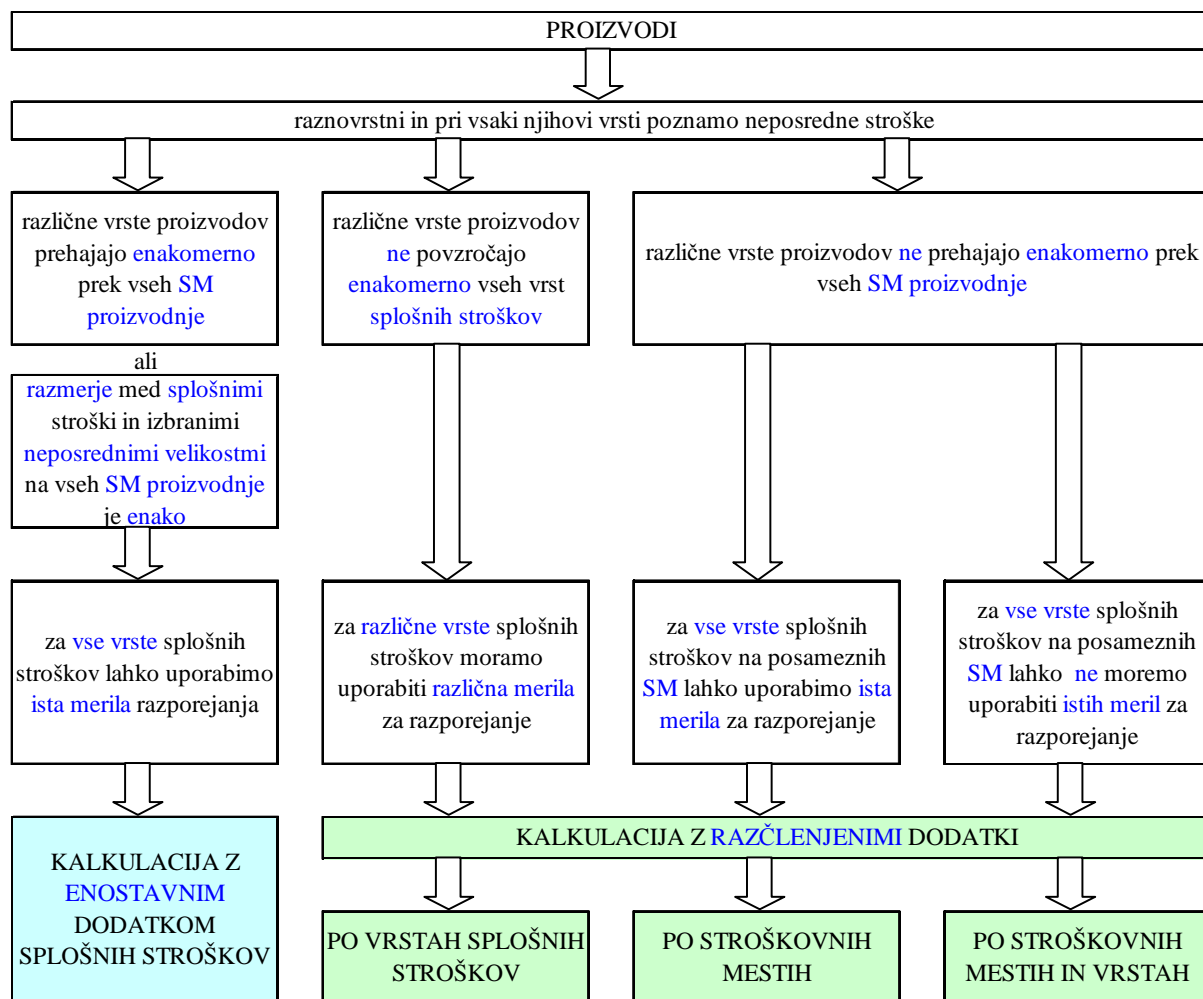 PROIZVODI
raznovrstni in pri vsaki njihovi vrsti poznamo neposredne stroške
različne vrste proizvodov
prehajajo enakomerno
prek vseh SM
proizvodnje
ali
razmerje med splošnimi
stroški in izbranimi
neposrednimi velikostmi
na vseh SM proizvodnje
je enako
različne vrste proizvodov
ne povzročajo
enakomerno vseh vrst
splošnih stroškov
različne vrste proizvodov ne prehajajo enakomerno prek
vseh SM proizvodnje
za vse vrste splošnih
stroškov lahko uporabimo
ista merila razporejanja
za različne vrste splošnih
stroškov moramo
uporabiti različna merila
za razporejanje
za vse vrste splošnih
stroškov na posameznih
SM lahko uporabimo ista
merila za razporejanje
za vse vrste splošnih
stroškov na posameznih
SM lahko ne moremo
uporabiti istih meril za
razporejanje
KALKULACIJA Z
ENOSTAVNIM
DODATKOM
SPLOŠNIH STROŠKOV
KALKULACIJA Z RAZČLENJENIMI DODATKI
PO VRSTAH SPLOŠNIH
STROŠKOV
PO STROŠKOVNIH
MESTIH
PO STROŠKOVNIH
MESTIH IN VRSTAH